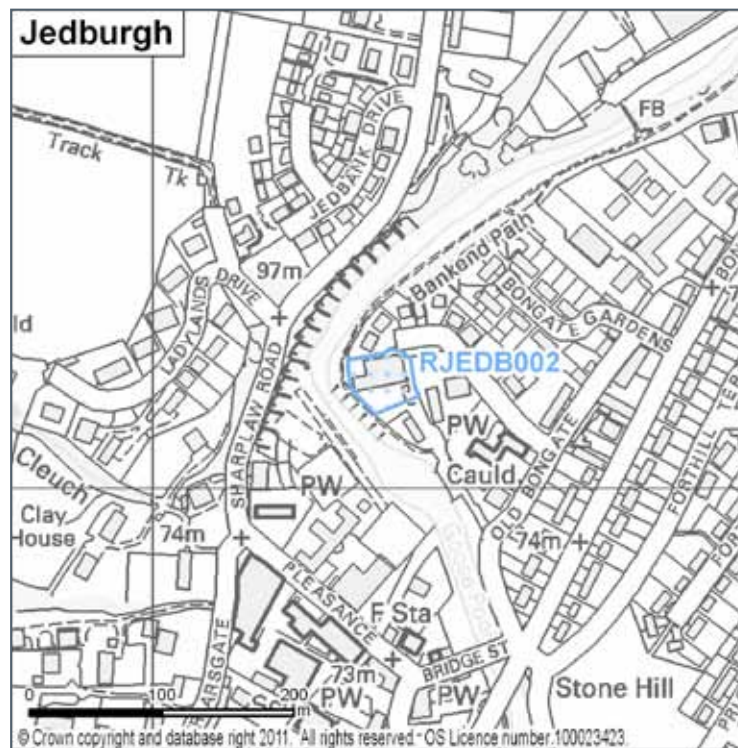 Jedburgh
FB
Track
Tk
JEDBANK DRIVE
97m
LADYLANDS DRIVE
Bankend Path
BONGATE GARDENS
RJEDB002
SHARPLAW ROAD
PW
Cauld
Cleuch
PW
OLD BONGATE
FORTHILL
Clay
House
74m
74m
PLEASANCE
F Sta
BRIDGE ST
73m
PW
PW
Stone Hill
0 100 200
m
© Crown copyright and database right 2011. All rights reserved. OS Licence number 100023423